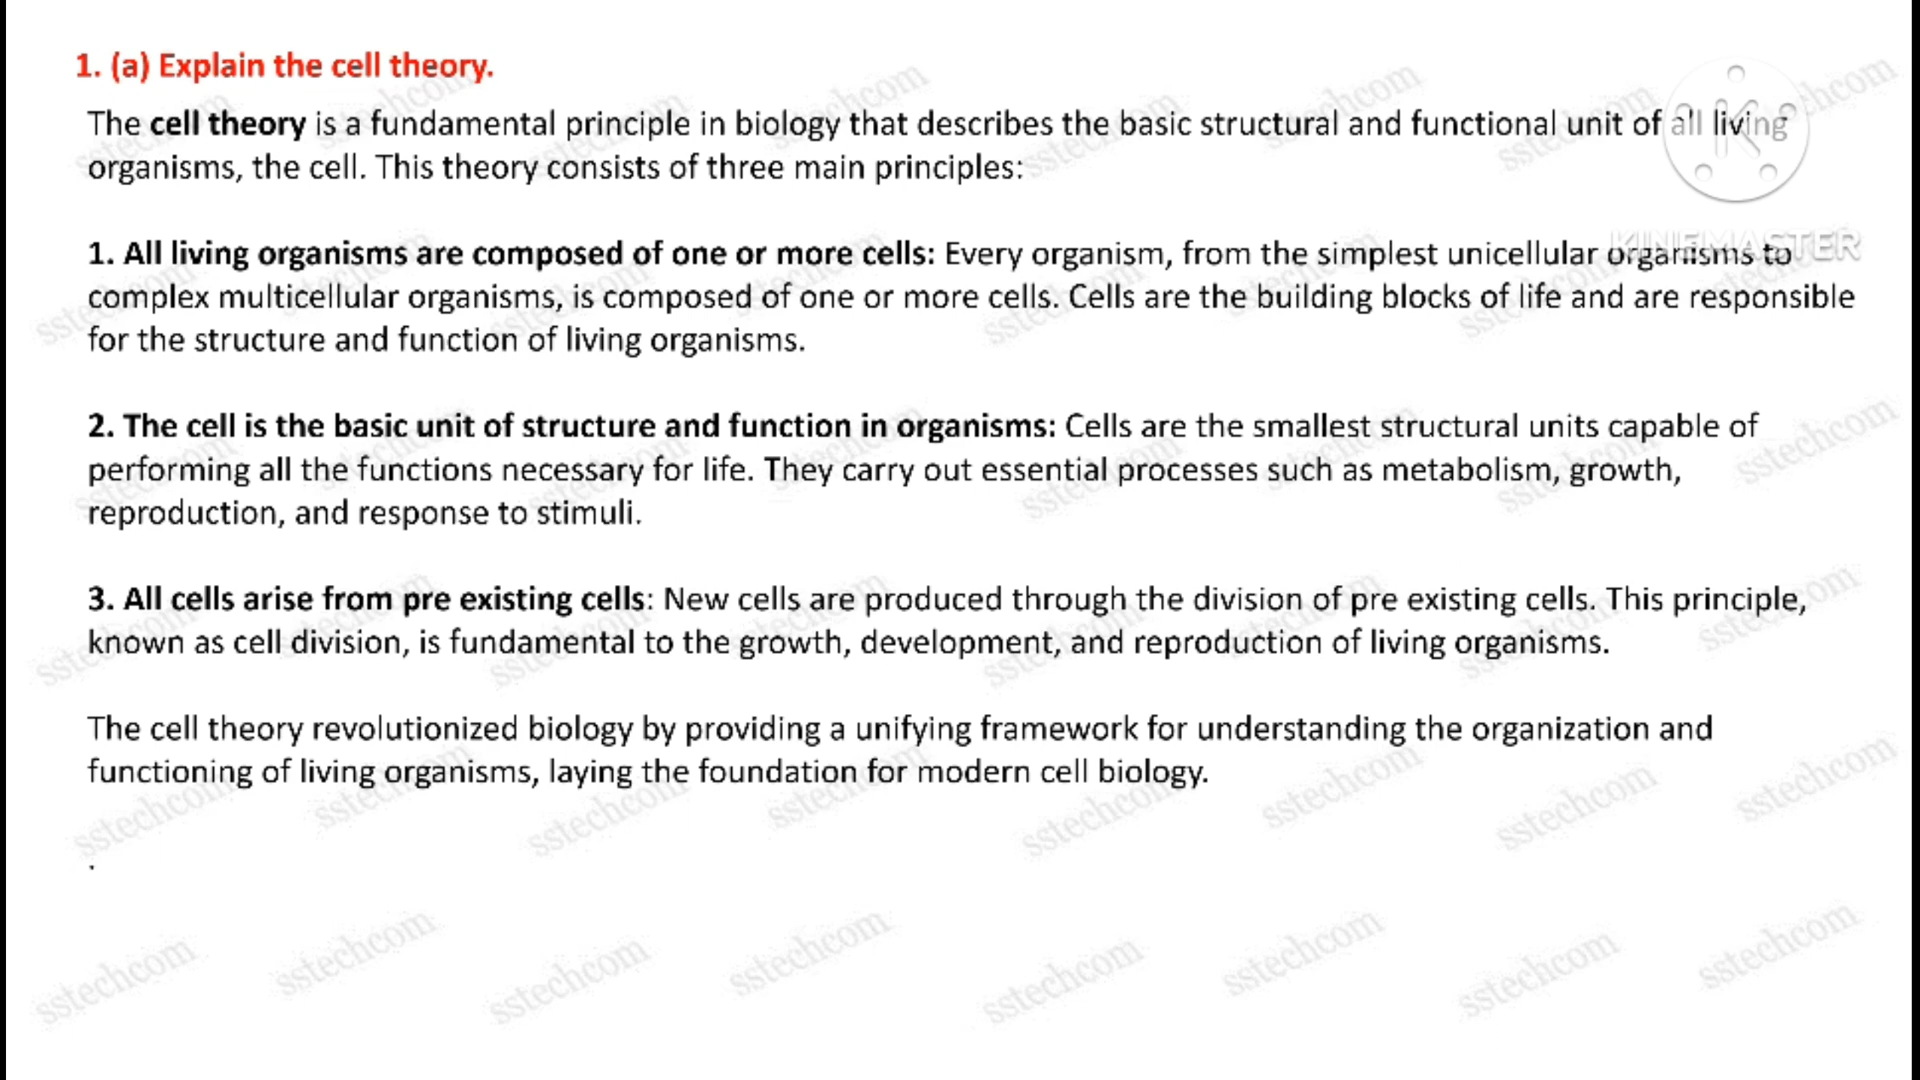 1. (a) Explain the cell theory.
The cell theory is a fundamental principle in biology that describes the basic structural and functional unit of all living
organisms, the cell. This theory consists of three main principles:
1. All living organisms are composed of one or more cells: Every organism, from the simplest unicellular organisms to
complex multicellular organisms, is composed of one or more cells. Cells are the building blocks of life and are responsible
for the structure and function of living organisms.
2. The cell is the basic unit of structure and function in organisms: Cells are the smallest structural units capable of
performing all the functions necessary for life. They carry out essential processes such as metabolism, growth,
reproduction, and response to stimuli.
3. All cells arise from pre existing cells: New cells are produced through the division of pre existing cells. This principle,
known as cell division, is fundamental to the growth, development, and reproduction of living organisms.
The cell theory revolutionized biology by providing a unifying framework for understanding the organization and
functioning of living organisms, laying the foundation for modern cell biology.
.
K
KINEMASTER
sstechcom